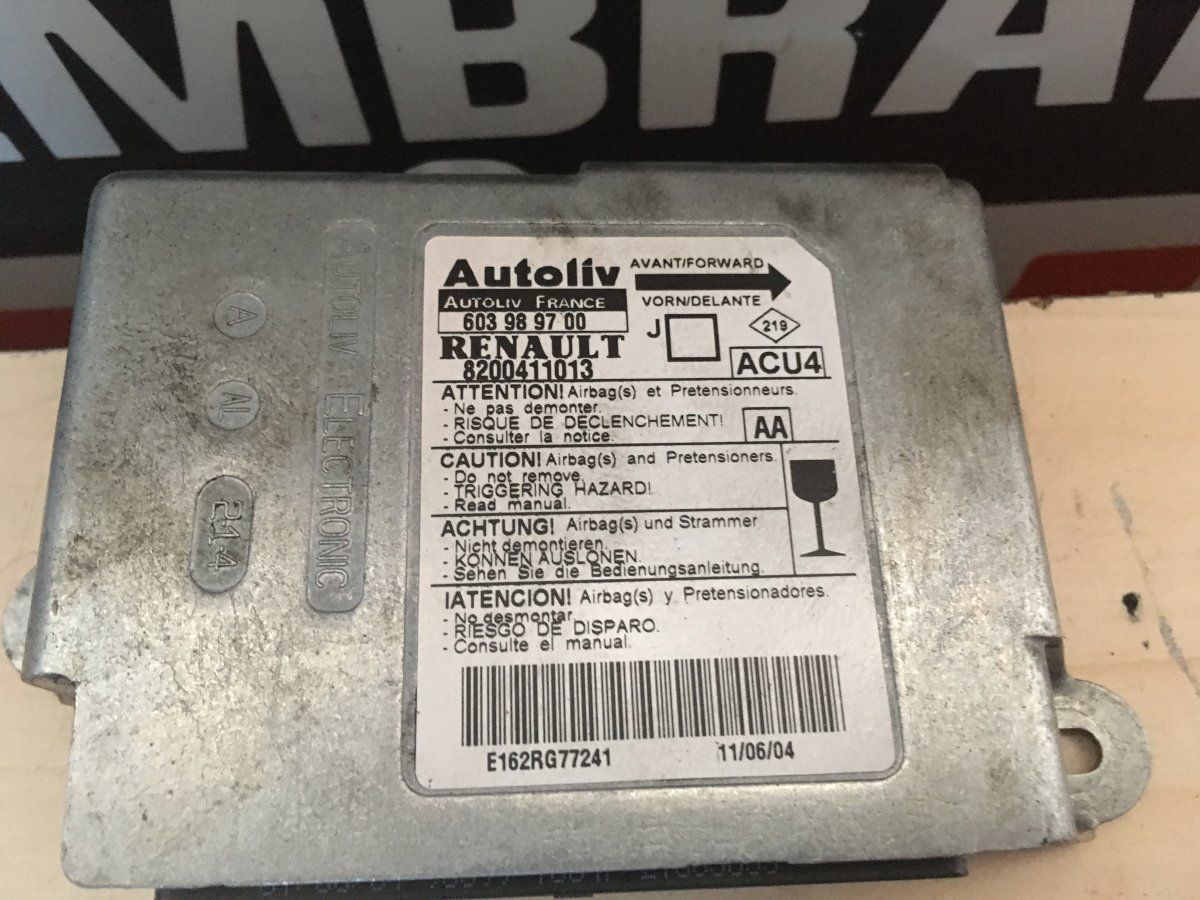 MBRA
Autoliv
AVANT/FORWARD
AUTOLIV FRANCE
VORN/DELANTE
603 98 97 00
J
219
RENAULT
8200411013
ACU4
ATTENTION! Airbag(s) et Pretensionneurs.
- Ne pas demonter.
- RISQUE DE DECLENCHEMENT!
- Consulter la notice.
AA
CAUTION! Airbag(s) and Pretensioners.
- Do not remove.
- TRIGGERING HAZARD!
- Read manual.
ACHTUNG! Airbag(s) und Strammer
- Nicht demontieren.
- KONNEN AUSLONEN.
- Sehen Sie die Bedienungsanleitung.
IATENCION! Airbag(s) y Pretensionadores.
- No desmontar.
- RIESGO DE DISPARO.
- Consulte el manual.
E162RG77241 11/06/04
A
AL
21.4
AUTOLIV ELECTRONIC